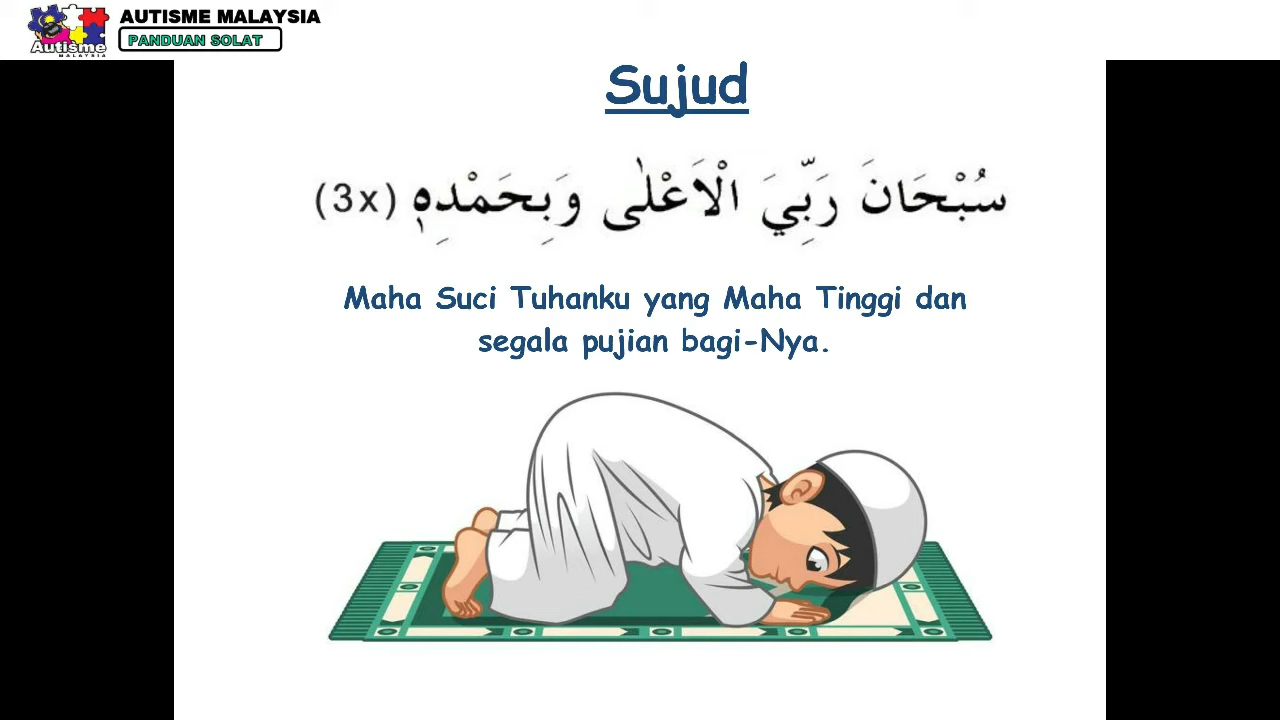 Autisme
MALAYSIA
AUTISME MALAYSIA
PANDUAN SOLAT
Sujud
سُبْحَانَ رَبِّيَ الْاَعْلٰى وَبِحَمْدِهٖ (3x)
Maha Suci Tuhanku yang Maha Tinggi dan
segala pujian bagi-Nya.